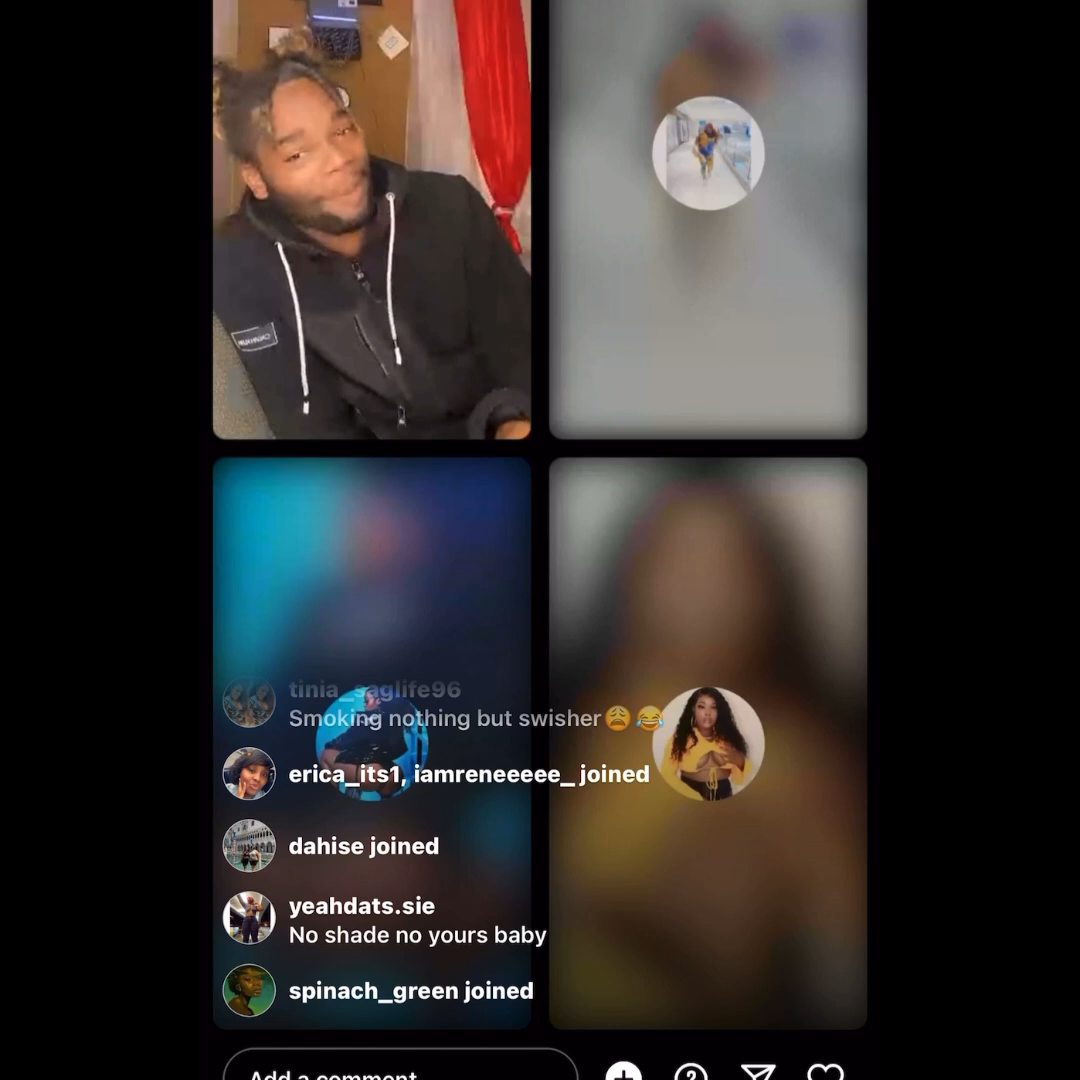 tinia_saglife96
Smoking nothing but swisher😩😂
erica_its1, iamreneeeee_ joined
dahise joined
yeahdats.sie
No shade no yours baby
spinach_green joined
Add a comment